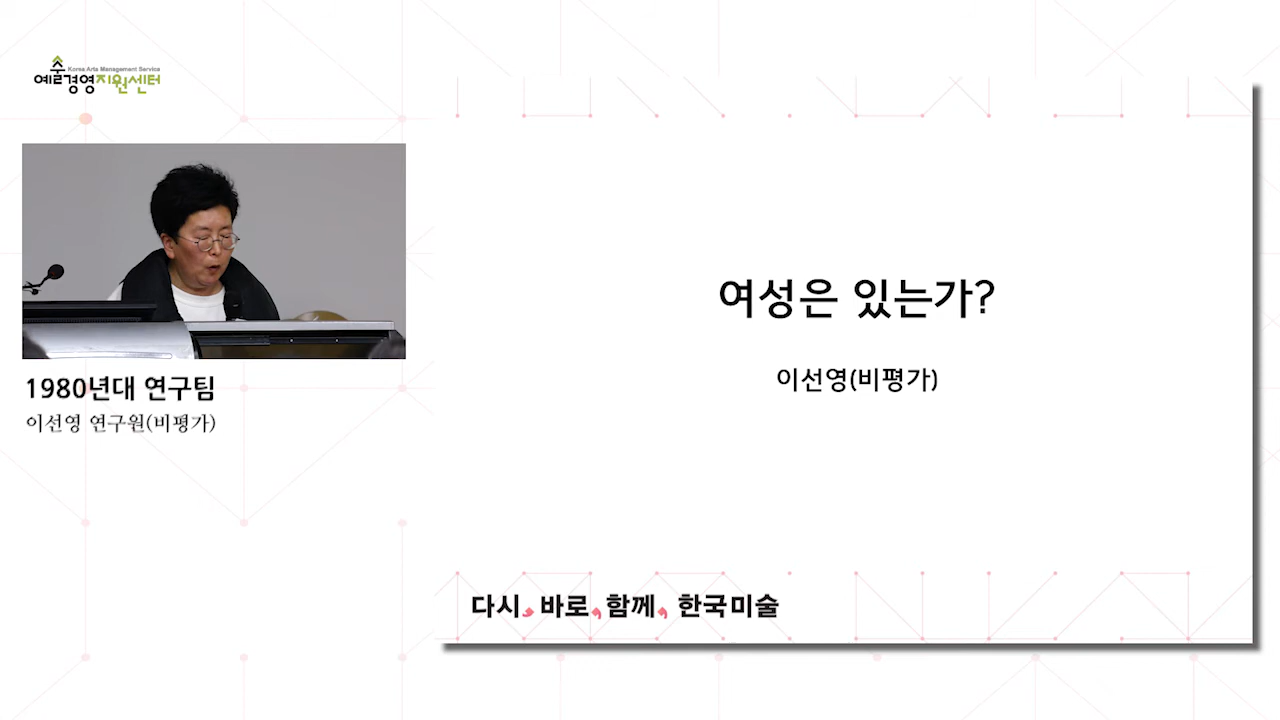 Korea Arts Management Service
예술경영지원센터
1980년대 연구팀
이선영 연구원(비평가)
여성은 있는가?
이선영(비평가)
다시, 바로, 함께, 한국미술